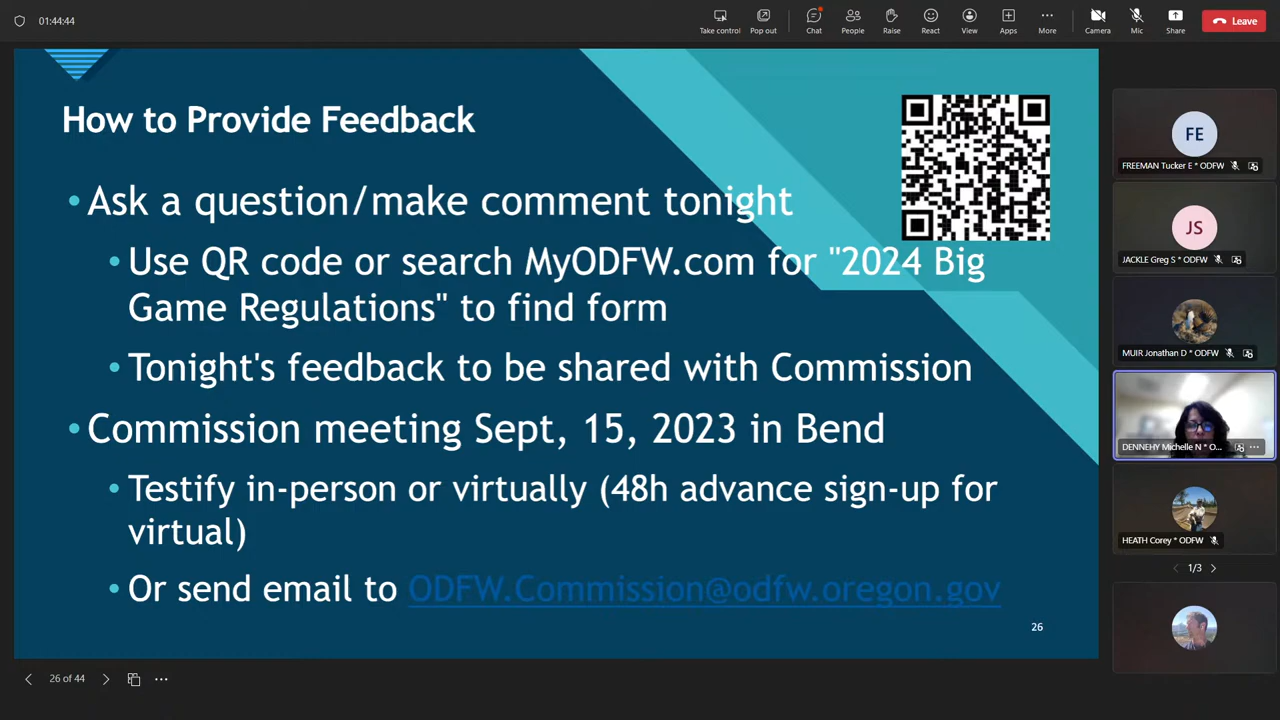 01:44:44
Take control
Pop out
Chat
People
Raise
React
View
Apps
More
Camera
Mic
Share
Leave
How to Provide Feedback
• Ask a question/make comment tonight
• Use QR code or search MyODFW.com for "2024 Big
Game Regulations" to find form
• Tonight's feedback to be shared with Commission
• Commission meeting Sept, 15, 2023 in Bend
• Testify in-person or virtually (48h advance sign-up for
virtual)
• Or send email to ODFW.Commission@odfw.oregon.gov
26
FE
FREEMAN Tucker E * ODFW
JS
JACKLE Greg S * ODFW
MUIR Jonathan D * ODFW
DENNEHY Michelle N * O...
HEATH Corey * ODFW
1/3
26 of 44